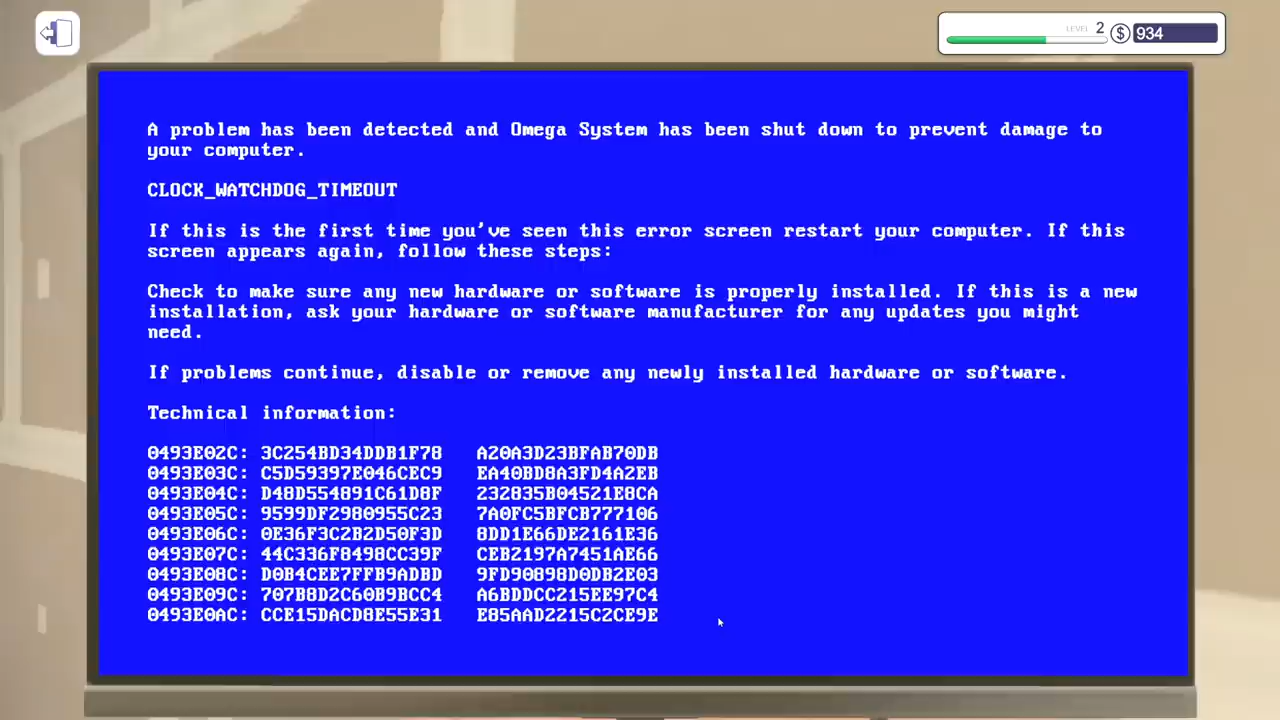 LEVEL 2 $ 934
A problem has been detected and Omega System has been shut down to prevent damage to
your computer.
CLOCK_WATCHDOG_TIMEOUT
If this is the first time you've seen this error screen restart your computer. If this
screen appears again, follow these steps:
Check to make sure any new hardware or software is properly installed. If this is a new
installation, ask your hardware or software manufacturer for any updates you might
need.
If problems continue, disable or remove any newly installed hardware or software.
Technical information:
0493E02C: 3C254BD34DDB1F78 A20A3D23BFAB70DB
0493E03C: C5D59397E046CEC9 EA40BD8A3FD4A2EB
0493E04C: D48D554891C61D8F 232835B04521E8CA
0493E05C: 9599DF2980955C23 7A0FC5BFCB777106
0493E06C: 0E36F3C2B2D50F3D 8DD1E66DE2161E36
0493E07C: 44C336F8498CC39F CEB2197A7451AE66
0493E08C: D0B4CEE7FFB9ADBD 9FD90898D0DB2E03
0493E09C: 707B8D2C60B9BCC4 A6BDDCC215EE97C4
0493E0AC: CCE15DACD8E55E31 E85AAD2215C2CE9E